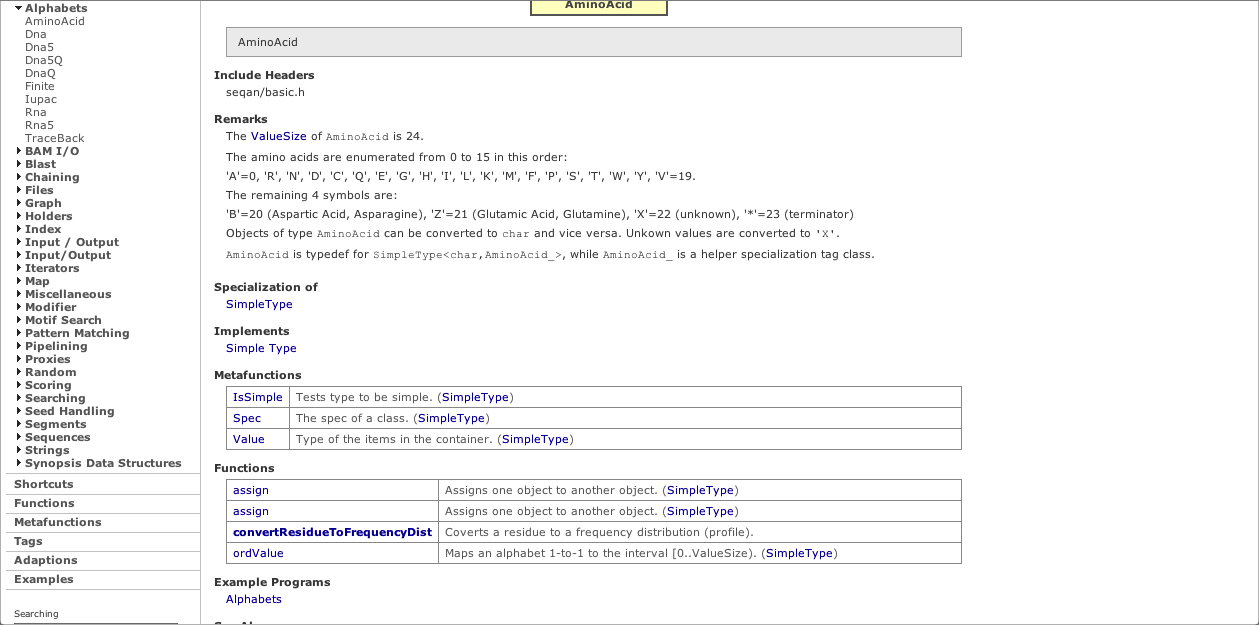 Alphabets
AminoAcid
Dna
Dna5
Dna5Q
DnaQ
Finite
Iupac
Rna
Rna5
TraceBack
BAM I/O
Blast
Chaining
Files
Graph
Holders
Index
Input / Output
Input/Output
Iterators
Map
Miscellaneous
Modifier
Motif Search
Pattern Matching
Pipelining
Proxies
Random
Scoring
Searching
Seed Handling
Segments
Sequences
Strings
Synopsis Data Structures
Shortcuts
Functions
Metafunctions
Tags
Adaptions
Examples
Searching
AminoAcid
AminoAcid
Include Headers
seqan/basic.h
Remarks
The ValueSize of AminoAcid is 24.
The amino acids are enumerated from 0 to 15 in this order:
'A'=0, 'R', 'N', 'D', 'C', 'Q', 'E', 'G', 'H', 'I', 'L', 'K', 'M', 'F', 'P', 'S', 'T', 'W', 'Y', 'V'=19.
The remaining 4 symbols are:
'B'=20 (Aspartic Acid, Asparagine), 'Z'=21 (Glutamic Acid, Glutamine), 'X'=22 (unknown), '*'=23 (terminator)
Objects of type AminoAcid can be converted to char and vice versa. Unkown values are converted to 'X'.
AminoAcid is typedef for SimpleType<char,AminoAcid_>, while AminoAcid_ is a helper specialization tag class.
Specialization of
SimpleType
Implements
Simple Type
Metafunctions
IsSimple Tests type to be simple. (SimpleType)
Spec The spec of a class. (SimpleType)
Value Type of the items in the container. (SimpleType)
Functions
assign Assigns one object to another object. (SimpleType)
assign Assigns one object to another object. (SimpleType)
convertResidueToFrequencyDist Coverts a residue to a frequency distribution (profile).
ordValue Maps an alphabet 1-to-1 to the interval [0..ValueSize). (SimpleType)
Example Programs
Alphabets